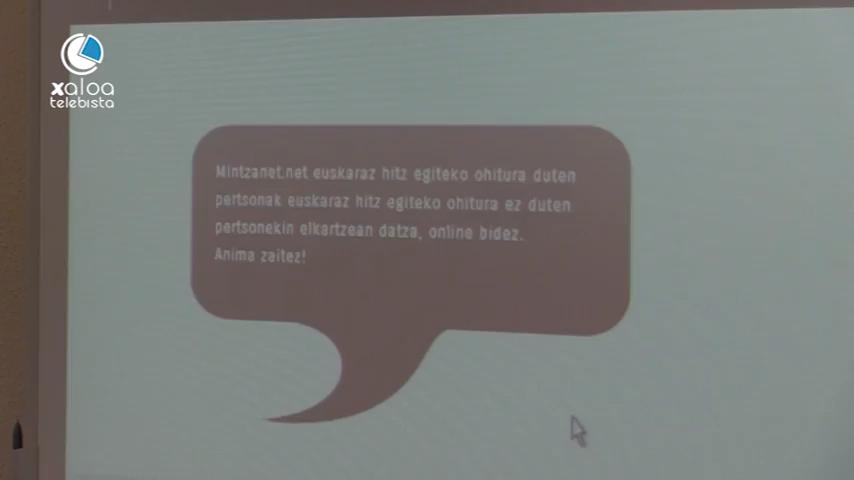 xaloa
telebista
Mintzanet.net euskaraz hitz egiteko ohitura duten
pertsonak euskaraz hitz egiteko ohitura ez duten
pertsonekin elkartzean datza, online bidez.
Anima zaitez!